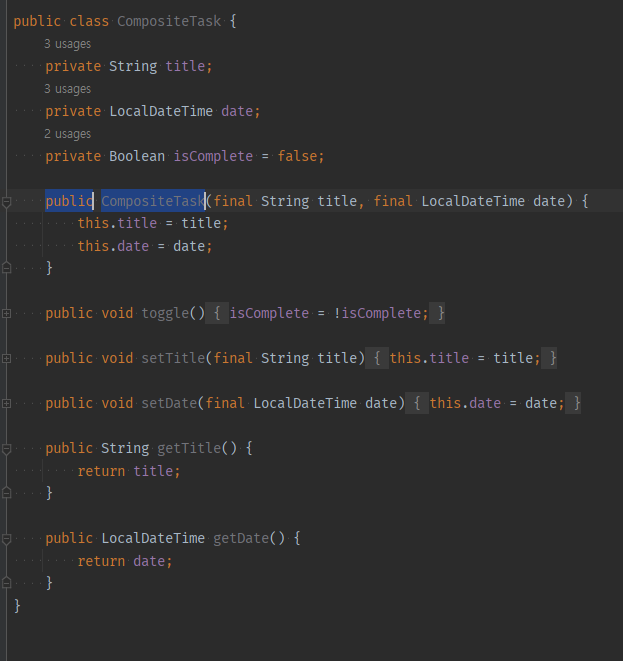 public class CompositeTask {
3 usages
private String title;
3 usages
private LocalDateTime date;
2 usages
private Boolean isComplete = false;
public CompositeTask(final String title, final LocalDateTime date) {
this.title = title;
this.date = date;
}
public void toggle() { isComplete = !isComplete; }
public void setTitle(final String title) { this.title = title; }
public void setDate(final LocalDateTime date) { this.date = date; }
public String getTitle() {
return title;
}
public LocalDateTime getDate() {
return date;
}
}